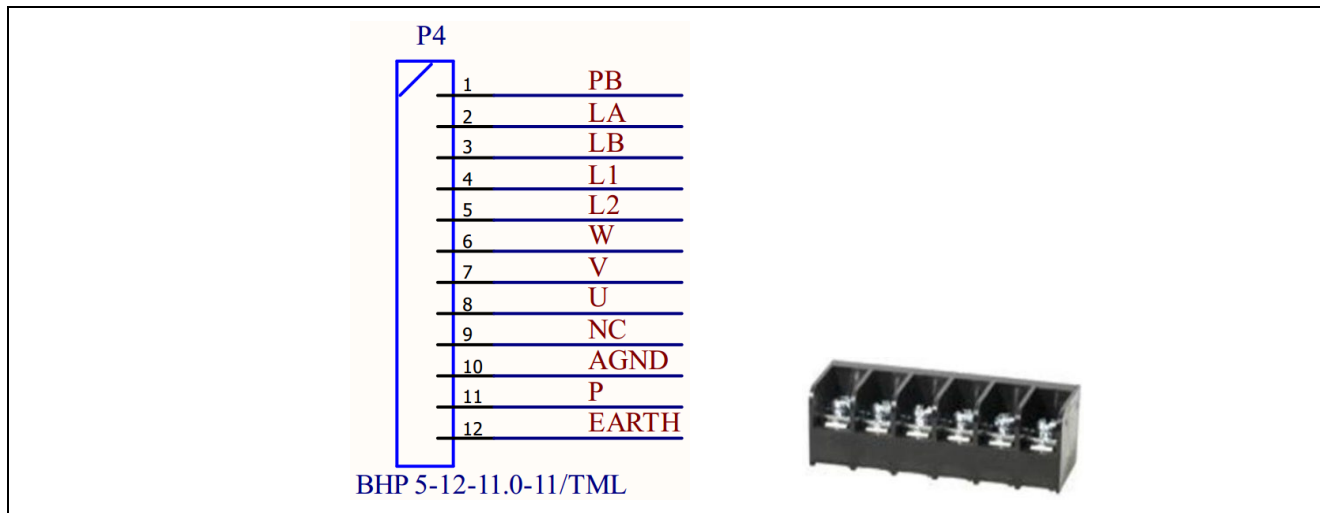 P4
1 PB
2 LA
3 LB
4 L1
5 L2
6 W
7 V
8 U
9 NC
10 AGND
11 P
12 EARTH
BHP 5-12-11.0-11/TML